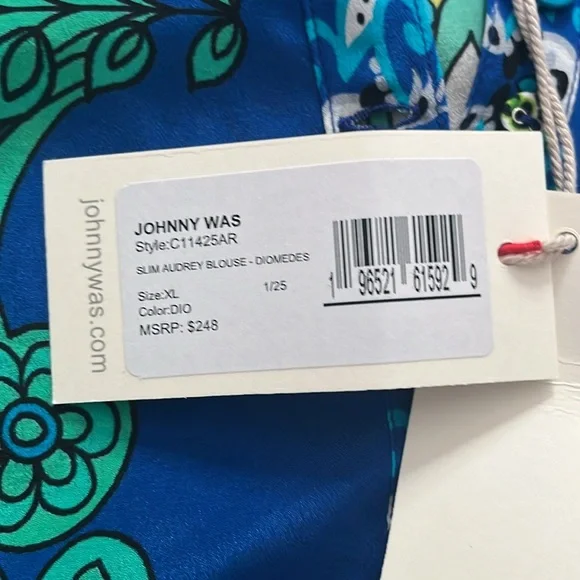 johnnywas.com
JOHNNY WAS
Style:C11425AR
SLIM AUDREY BLOUSE - DIOMEDES
Size:XL 1/25
Color:DIO
MSRP: $248
1 96521 61592 9